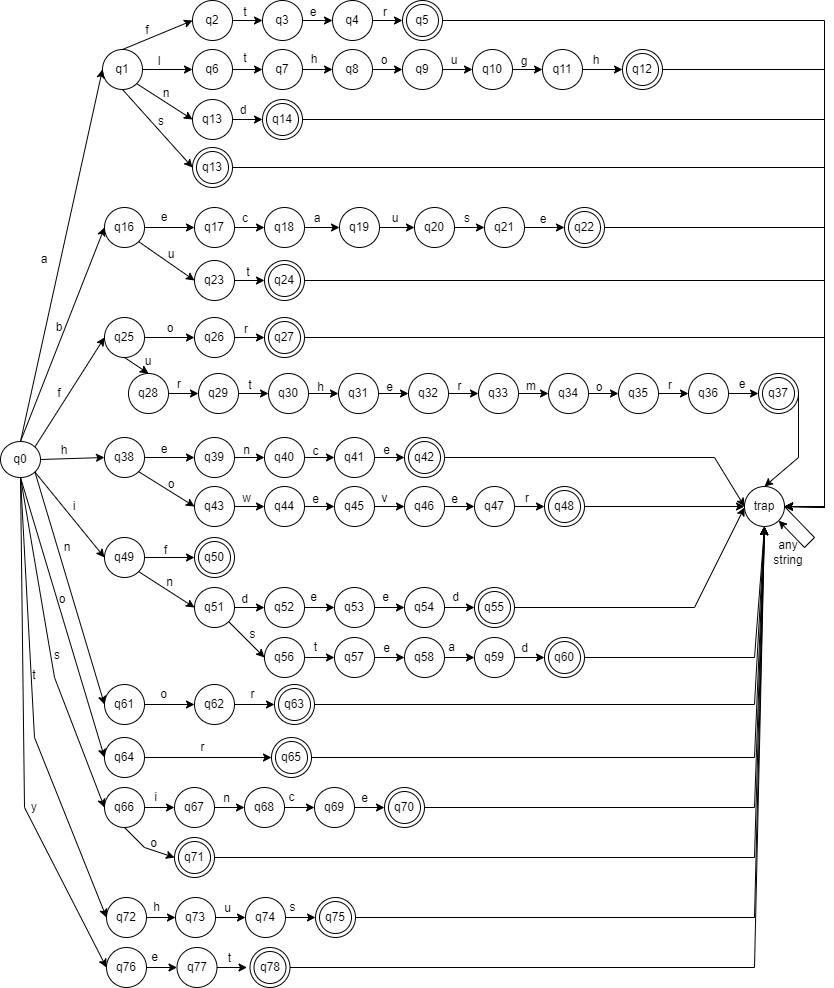 f q2 t q3 e q4 r q5
q1 l q6 t q7 h q8 o q9 u q10 g q11 h q12
n q13 d q14
s q13
a
q16 e q17 c q18 a q19 u q20 s q21 e q22
u q23 t q24
b
q25 o q26 r q27
u q28 r q29 t q30 h q31 e q32 r q33 m q34 o q35 r q36 e q37
f
q0 h q38 e q39 n q40 c q41 e q42
o q43 w q44 e q45 v q46 e q47 r q48 trap
i any
string
q49 f q50
n q51 d q52 e q53 e q54 d q55
s q56 t q57 e q58 a q59 d q60
n
q61 o q62 r q63
o
q64 r q65
s
q66 i q67 n q68 c q69 e q70
o q71
t
q72 h q73 u q74 s q75
y
q76 e q77 t q78